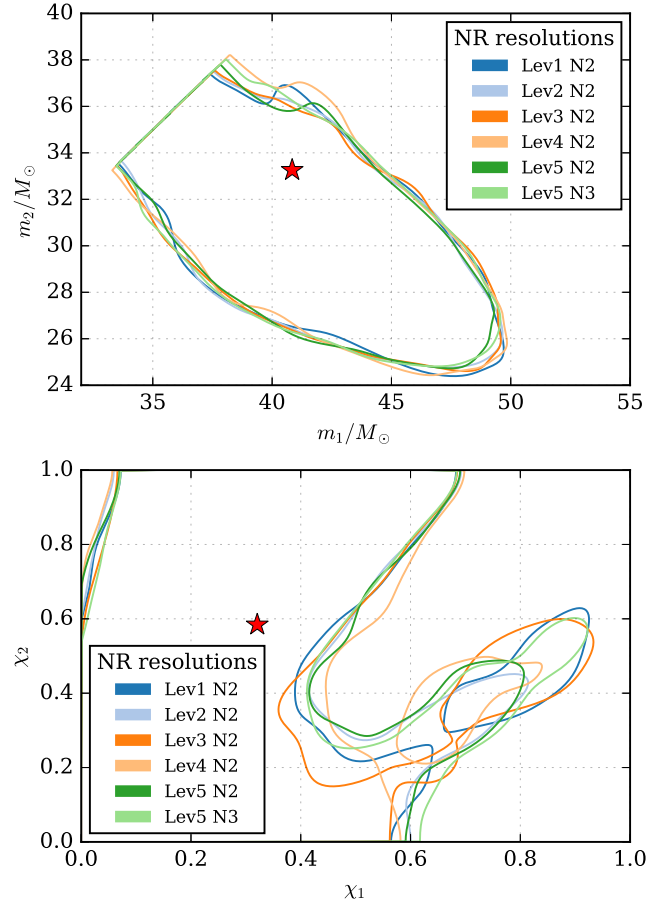 40
38
36
34
32
30
28
26
24
m₂/M⊙
NR resolutions
Lev1 N2
Lev2 N2
Lev3 N2
Lev4 N2
Lev5 N2
Lev5 N3
35 40 45 50 55
m₁/M⊙
1.0
0.8
0.6
0.4
0.2
0.0
χ₂
NR resolutions
Lev1 N2
Lev2 N2
Lev3 N2
Lev4 N2
Lev5 N2
Lev5 N3
0.0 0.2 0.4 0.6 0.8 1.0
χ₁